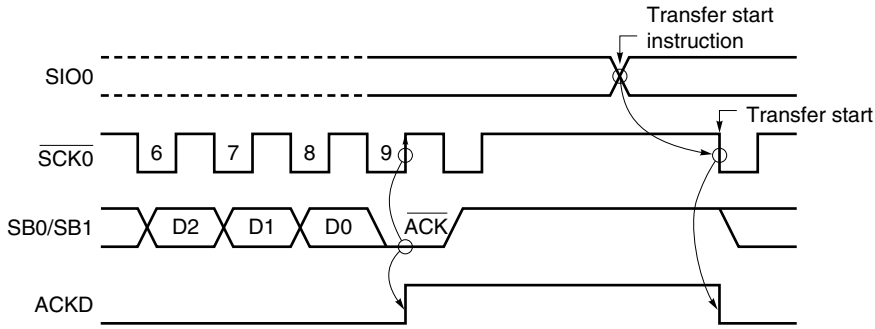 Transfer start
instruction
SIO0
Transfer start
SCK0
6 7 8 9
SB0/SB1
D2 D1 D0 ACK
ACKD